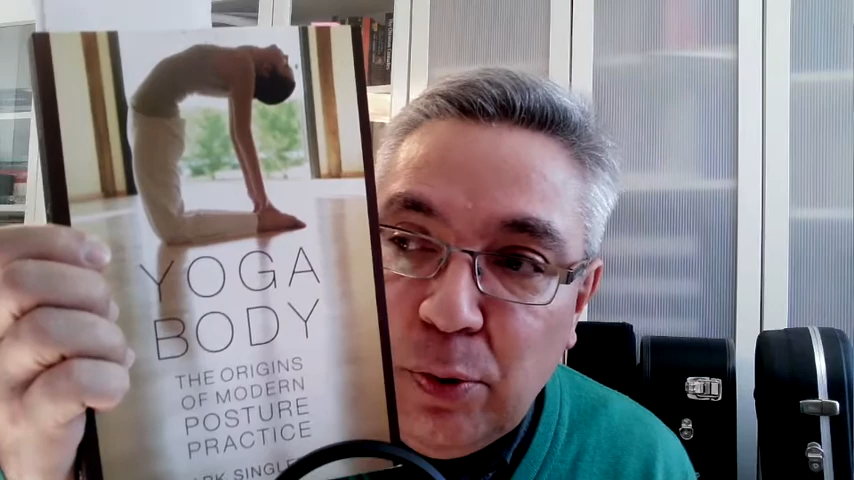 YOGA
BODY
THE ORIGINS
OF MODERN
POSTURE
PRACTICE